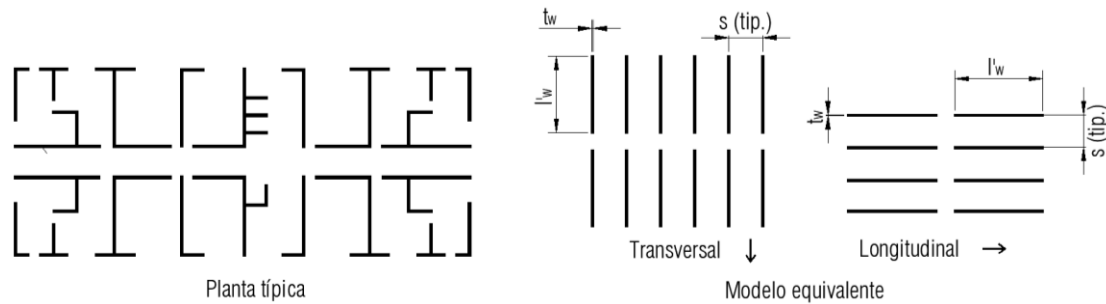 tw
s (tip.)
l'w
l'w
tw
s (tip.)
Transversal
Longitudinal
Planta típica
Modelo equivalente